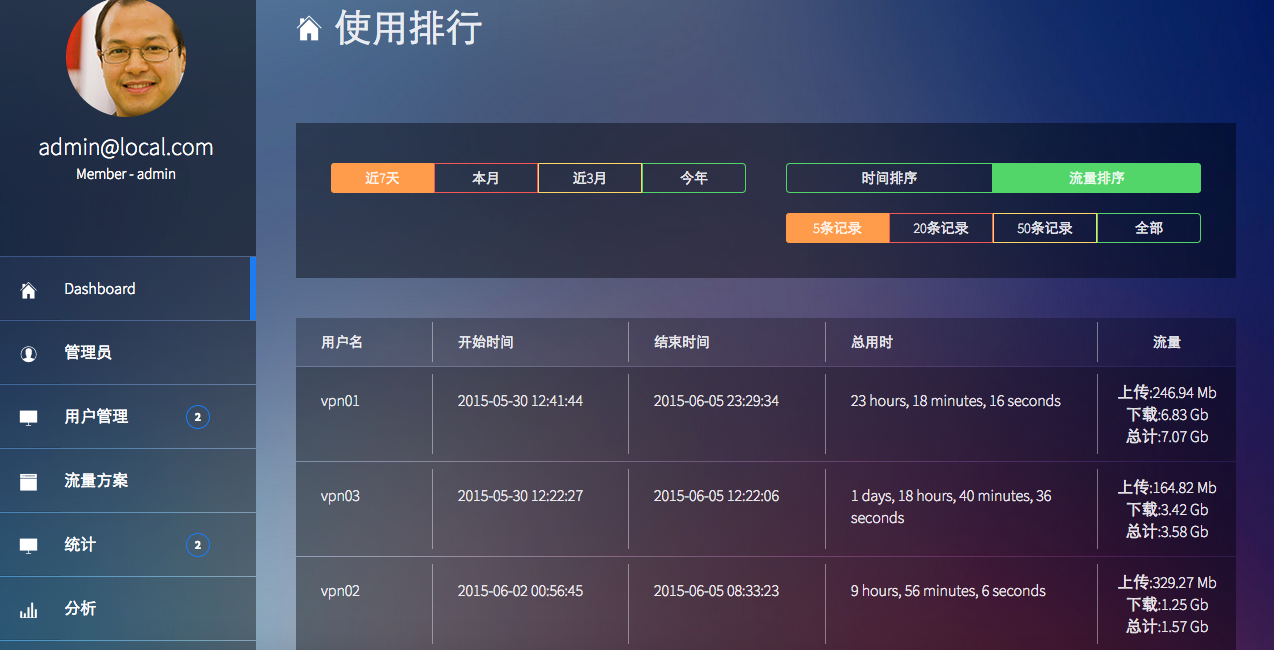 使用排行
admin@local.com
Member - admin
Dashboard
管理员
用户管理 2
流量方案
统计 2
分析
近7天 本月 近3月 今年 时间排序 流量排序
5条记录 20条记录 50条记录 全部
用户名 开始时间 结束时间 总用时 流量
vpn01 2015-05-30 12:41:44 2015-06-05 23:29:34 23 hours, 18 minutes, 16 seconds
上传:246.94 Mb
下载:6.83 Gb
总计:7.07 Gb
vpn03 2015-05-30 12:22:27 2015-06-05 12:22:06 1 days, 18 hours, 40 minutes, 36
seconds
上传:164.82 Mb
下载:3.42 Gb
总计:3.58 Gb
vpn02 2015-06-02 00:56:45 2015-06-05 08:33:23 9 hours, 56 minutes, 6 seconds
上传:329.27 Mb
下载:1.25 Gb
总计:1.57 Gb